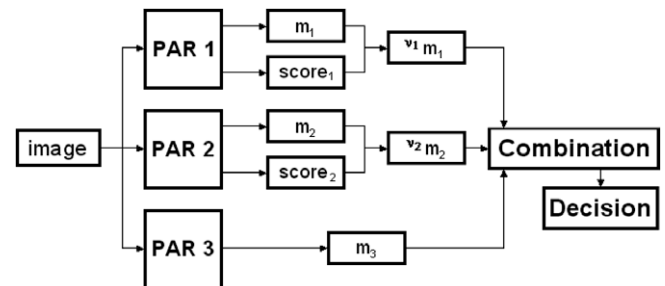 PAR 1
m₁
score₁
ν₁ m₁
image
PAR 2
m₂
score₂
ν₂ m₂
Combination
Decision
PAR 3
m₃